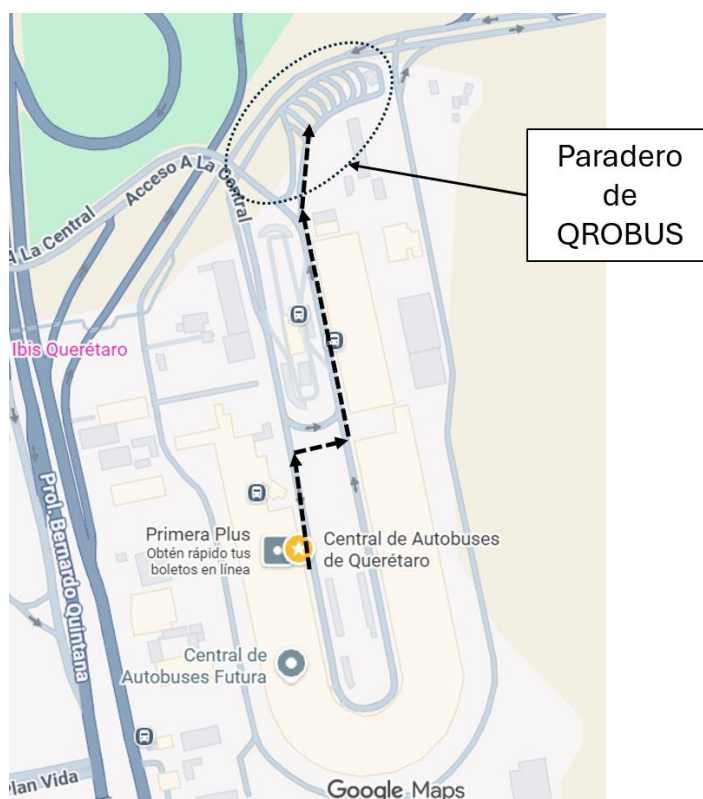 Acceso A La Central
A La Central
Paradero
de
QROBUS
Ibis Querétaro
Prol. Bernardo Quintana
Primera Plus
Obtén rápido tus
boletos en línea
Central de Autobuses
de Querétaro
Central de
Autobuses Futura
lan Vida
Google Maps